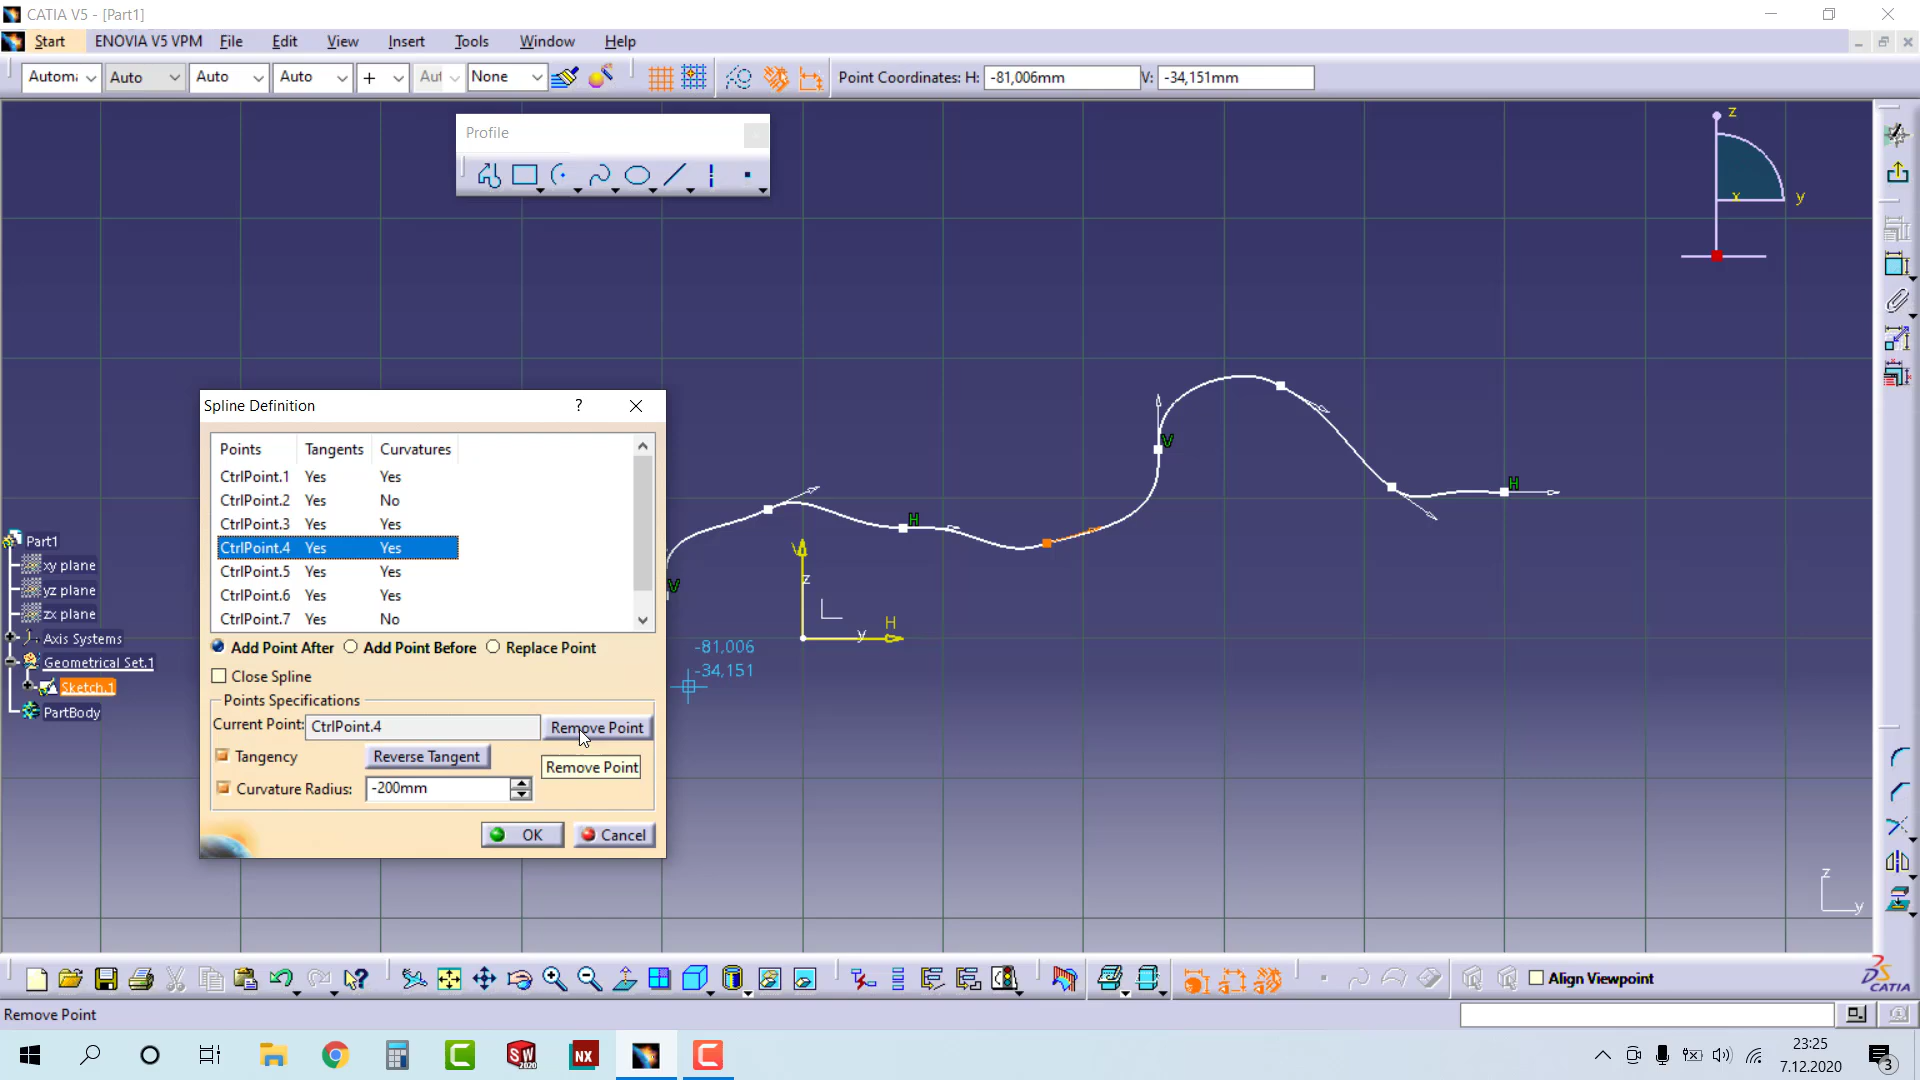 CATIA V5 - [Part1]
Start ENOVIA V5 VPM File Edit View Insert Tools Window Help
Automa Auto Auto Auto + Aut None Point Coordinates: H: -81,006mm V: -34,151mm
Profile
z
x y
Spline Definition ?
Points Tangents Curvatures
CtrlPoint.1 Yes Yes
CtrlPoint.2 Yes No
CtrlPoint.3 Yes Yes
CtrlPoint.4 Yes Yes
CtrlPoint.5 Yes Yes
CtrlPoint.6 Yes Yes
CtrlPoint.7 Yes No
Add Point After Add Point Before Replace Point
Close Spline
Points Specifications
Current Point: CtrlPoint.4 Remove Point
Tangency Reverse Tangent
Remove Point
Curvature Radius: -200mm
OK Cancel
V
H
H
V
V
z
y
H
-81,006
-34,151
Part1
xy plane
yz plane
zx plane
Axis Systems
Geometrical Set.1
Sketch.1
PartBody
z
y
Align Viewpoint
CATIA
Remove Point
SW
2020
NX
23:25
7.12.2020
3